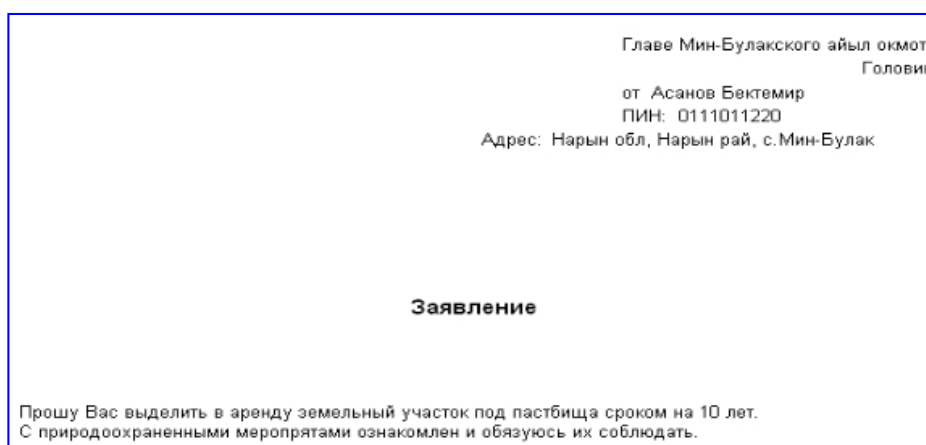 Главе Мин-Булакского айыл окмот
Голови
от Асанов Бектемир
ПИН: 0111011220
Адрес: Нарын обл, Нарын рай, с.Мин-Булак
Заявление
Прошу Вас выделить в аренду земельный участок под пастбища сроком на 10 лет.
С природоохраненными меропрятами ознакомлен и обязуюсь их соблюдать.